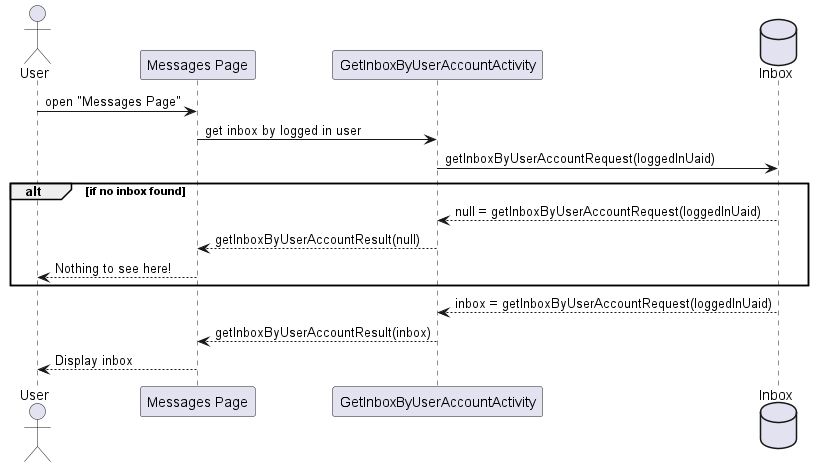 User
Messages Page
GetInboxByUserAccountActivity
Inbox
open "Messages Page"
get inbox by logged in user
getInboxByUserAccountRequest(loggedInUaid)
alt [if no inbox found]
null = getInboxByUserAccountRequest(loggedInUaid)
getInboxByUserAccountResult(null)
Nothing to see here!
inbox = getInboxByUserAccountRequest(loggedInUaid)
getInboxByUserAccountResult(inbox)
Display inbox
User
Messages Page
GetInboxByUserAccountActivity
Inbox